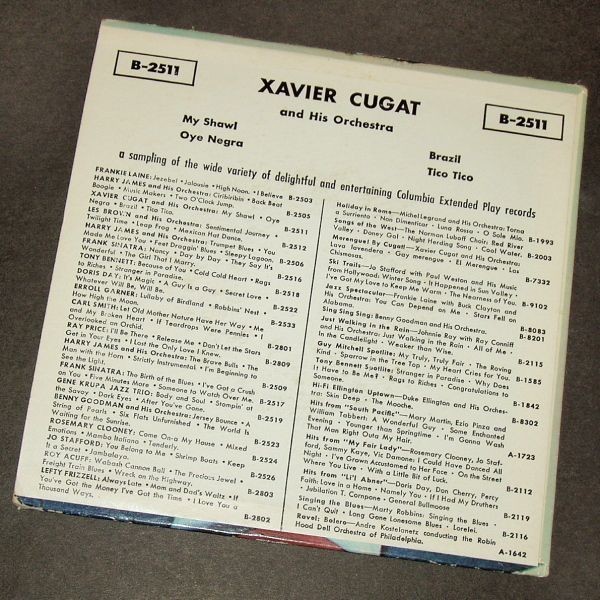 B-2511
XAVIER CUGAT
and His Orchestra
B-2511
My Shawl
Oye Negra
Brazil
Tico Tico
a sampling of the wide variety of delightful and entertaining Columbia Extended Play records
FRANKIE LAINE: Jezebel • Jalousie • High Noon. • I Believe B-2503
HARRY JAMES and His Orchestra: Ciribiribin • Back Beat
Boogie • Music Makers • Two O'Clock Jump. B-2505
XAVIER CUGAT and His Orchestra: My Shawl • Oye
Negra • Brazil • Tico Tico. B-2511
LES BROWN and His Orchestra: Sentimental Journey •
Twilight Time • Leap Frog • Mexican Hat Dance. B-2512
HARRY JAMES and His Orchestra: Trumpet Blues • You
Made Me Love You • Feet Draggin' Blues • Sleepy Lagoon. B-2506
FRANK SINATRA: Nancy • Day by Day • They Say It's
Wonderful • The Girl That I Marry. B-2516
TONY BENNETT: Because of You • Cold Cold Heart • Rags
to Riches • Stranger in Paradise. B-2518
DORIS DAY: It's Magic • A Guy Is a Guy • Secret Love •
Whatever Will Be, Will Be. B-2522
ERROLL GARNER: Lullaby of Birdland • Robbins' Nest •
How High the Moon. B-2533
CARL SMITH: Let Old Mother Nature Have Her Way • Me
and My Broken Heart • If Teardrops Were Pennies • I
Overlooked an Orchid. B-2801
RAY PRICE: I'll Be There • Release Me • Don't Let the Stars
Get in Your Eyes • I Lost the Only Love I Knew. B-2809
HARRY JAMES and His Orchestra: The Brave Bulls • The
Man with the Horn • Strictly Instrumental • I'm Beginning to
See the Light. B-2509
FRANK SINATRA: The Birth of the Blues • I've Got a Crush
on You • Five Minutes More • Someone to Watch Over Me. B-2517
GENE KRUPA JAZZ TRIO: Body and Soul • Stompin' at
the Savoy • Dark Eyes • After You've Gone. B-2519
BENNY GOODMAN and His Orchestra: Jersey Bounce • A
String of Pearls • Six Flats Unfurnished • The World Is
Waiting for the Sunrise. B-2523
ROSEMARY CLOONEY: Come On-a My House • Mixed
Emotions • Mambo Italiano • Tenderly. B-2524
JO STAFFORD: You Belong to Me • Shrimp Boats • Keep
It a Secret • Jambalaya. B-2526
ROY ACUFF: Wabash Cannon Ball • The Precious Jewel •
Freight Train Blues • Wreck on the Highway. B-2803
LEFTY FRIZZELL: Always Late • Mom and Dad's Waltz • If
You've Got the Money I've Got the Time • I Love You a
Thousand Ways. B-2802
Holiday in Rome—Michel Legrand and His Orchestra: Torna
a Surriento • Non Dimenticar • Luna Rossa • O Sole Mio. B-1993
Songs of the West—The Norman Luboff Choir: Red River
Valley • Doney Gal • Night Herding Song • Cool Water. B-2003
Merengue! By Cugat!—Xavier Cugat and His Orchestra:
Lavandera • Gay merengue • El Merengue • Los
Chismosos. B-7332
Ski Trails—Jo Stafford with Paul Weston and His Music
from Hollywood: Winter Song • It Happened in Sun Valley •
I've Got My Love to Keep Me Warm • The Nearness of You. B-9102
Jazz Spectacular—Frankie Laine with Buck Clayton and
His Orchestra: You Can Depend on Me • Stars Fell on
Alabama. B-8083
Sing Sing Sing: Benny Goodman and His Orchestra. B-8201
Just Walking in the Rain—Johnnie Ray with Ray Conniff
and His Orchestra: Just Walking in the Rain • All of Me •
In the Candlelight • Weaker than Wise. B-2115
Guy Mitchell Spotlite: My Truly, Truly Fair • The Roving
Kind • Sparrow in the Tree Top • My Heart Cries for You. B-1585
Tony Bennett Spotlite: Stranger in Paradise • Why Does
It Have to Be Me? • Rags to Riches • Congratulations to
Someone. B-1842
Hi-Fi Ellington Uptown—Duke Ellington and His Orchestra:
Skin Deep • The Mooche. B-8302
Hits from "South Pacific"—Mary Martin, Ezio Pinza and
William Tabbert: A Wonderful Guy • Some Enchanted
Evening • Younger Than Springtime • I'm Gonna Wash
That Man Right Outa My Hair. A-1723
Hits from "My Fair Lady"—Rosemary Clooney, Jo Stafford,
Sammy Kaye, Vic Damone: I Could Have Danced All
Night • I've Grown Accustomed to Her Face • On the Street
Where You Live • With a Little Bit of Luck. B-2112
Hits from "Li'l Abner"—Doris Day, Don Cherry, Percy
Faith: Love in a Home • Namely You • If I Had My Druthers
• Jubilation T. Cornpone • General Bullmoose B-2119
Singing the Blues—Marty Robbins: Singing the Blues •
I Can't Quit • Long Gone Lonesome Blues • Lorelei. B-2116
Ravel: Bolero—Andre Kostelanetz conducting the Robin
Hood Dell Orchestra of Philadelphia. A-1642